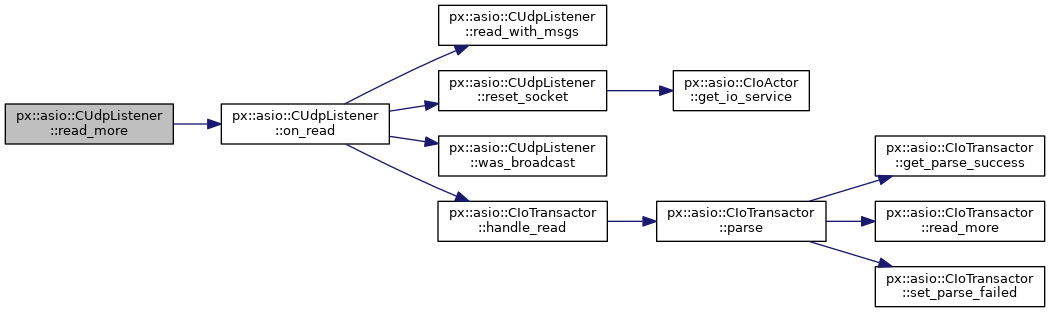 px::asio::CUdpListener
::read_more
px::asio::CUdpListener
::on_read
px::asio::CUdpListener
::read_with_msgs
px::asio::CUdpListener
::reset_socket
px::asio::CIoActor
::get_io_service
px::asio::CUdpListener
::was_broadcast
px::asio::CIoTransactor
::handle_read
px::asio::CIoTransactor
::parse
px::asio::CIoTransactor
::get_parse_success
px::asio::CIoTransactor
::read_more
px::asio::CIoTransactor
::set_parse_failed